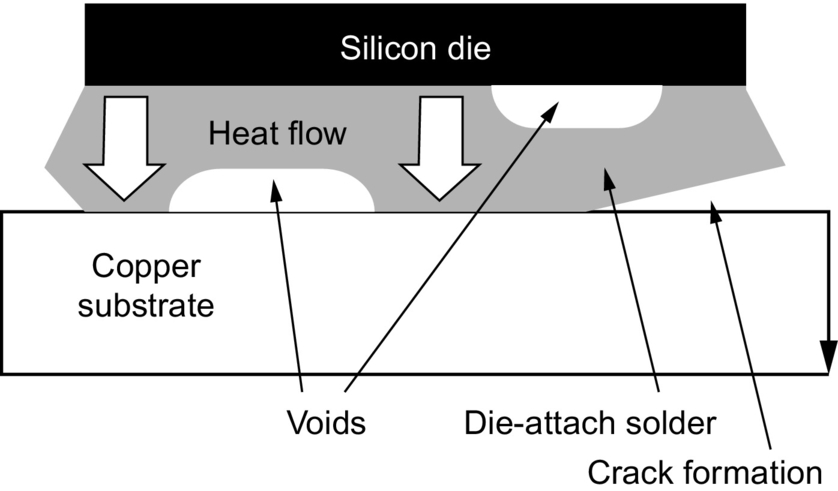 Silicon die
Heat flow
Copper
substrate
Voids
Die-attach solder
Crack formation